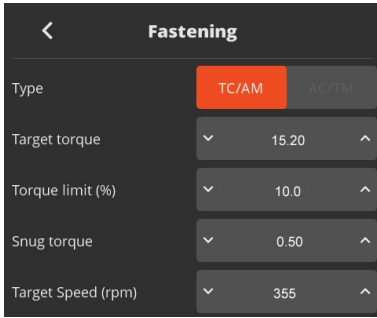 Fastening
Type TC/AM AC/TM
Target torque 15.20
Torque limit (%) 10.0
Snug torque 0.50
Target Speed (rpm) 355